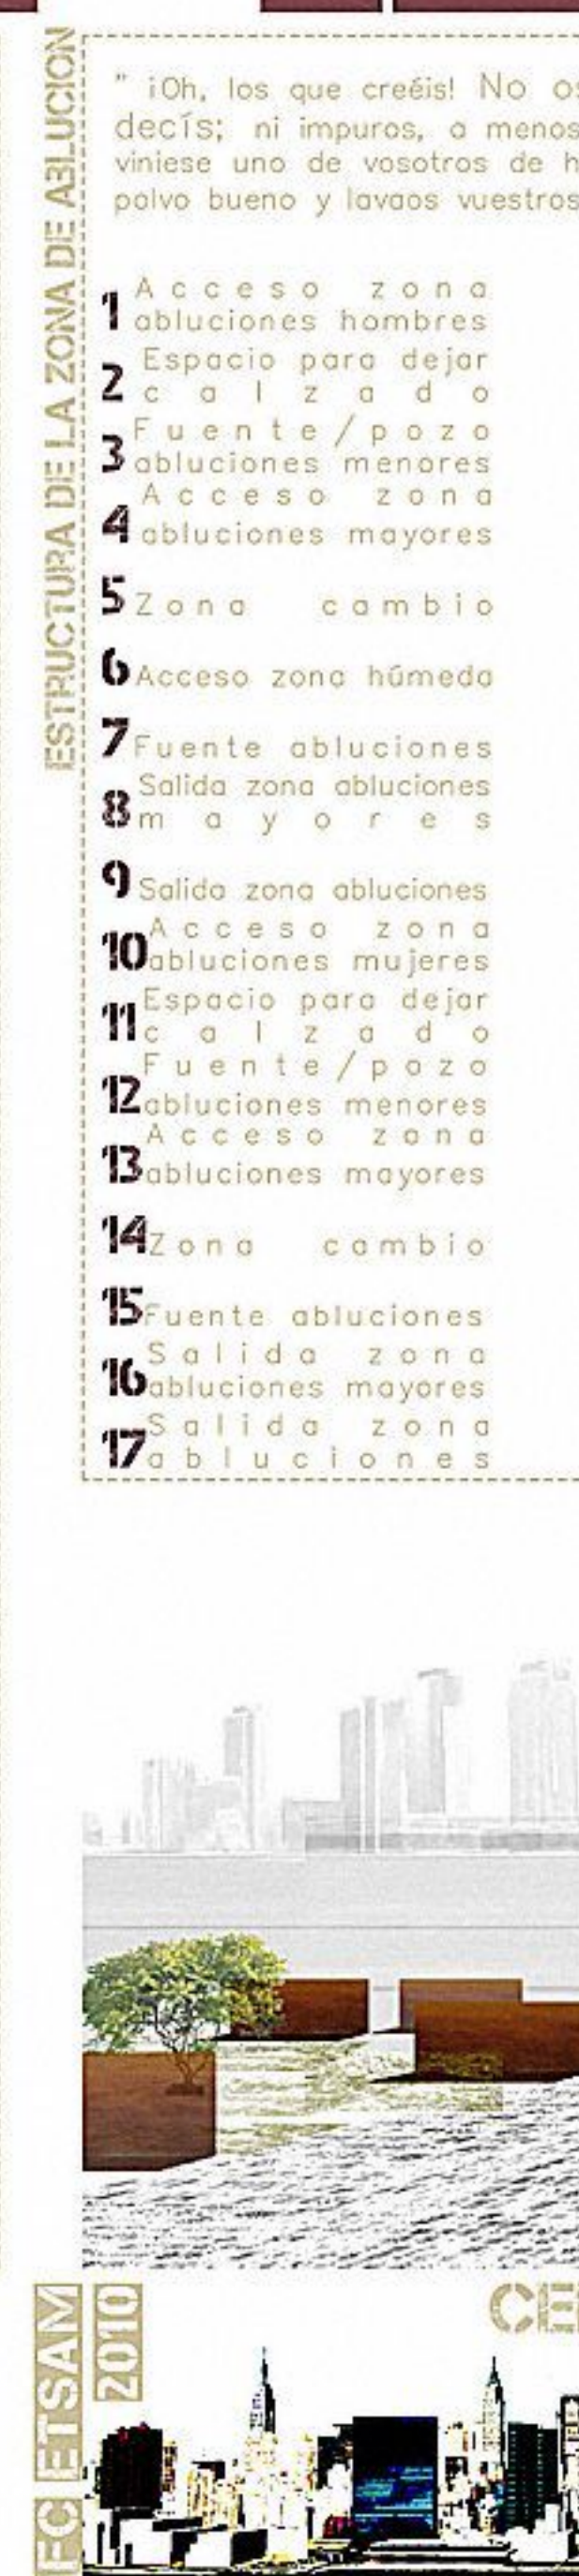 ESTRUCTURA DE LA ZONA DE ABLUCION
" ¡Oh, los que creéis! No os
decís; ni impuros, a menos
viniese uno de vosotros de h
polvo bueno y lavaos vuestros
1 Acceso zona
abluciones hombres
2 Espacio para dejar
calzado
3 Fuente/pozo
abluciones menores
4 Acceso zona
abluciones mayores
5 Zona cambio
6 Acceso zona húmeda
7 Fuente abluciones
8 Salida zona abluciones
mayores
9 Salida zona abluciones
10 Acceso zona
abluciones mujeres
11 Espacio para dejar
calzado
12 Fuente/pozo
abluciones menores
13 Acceso zona
abluciones mayores
14 Zona cambio
15 Fuente abluciones
16 Salida zona
abluciones mayores
17 Salida zona
abluciones
FC ETSAM
2010
CE